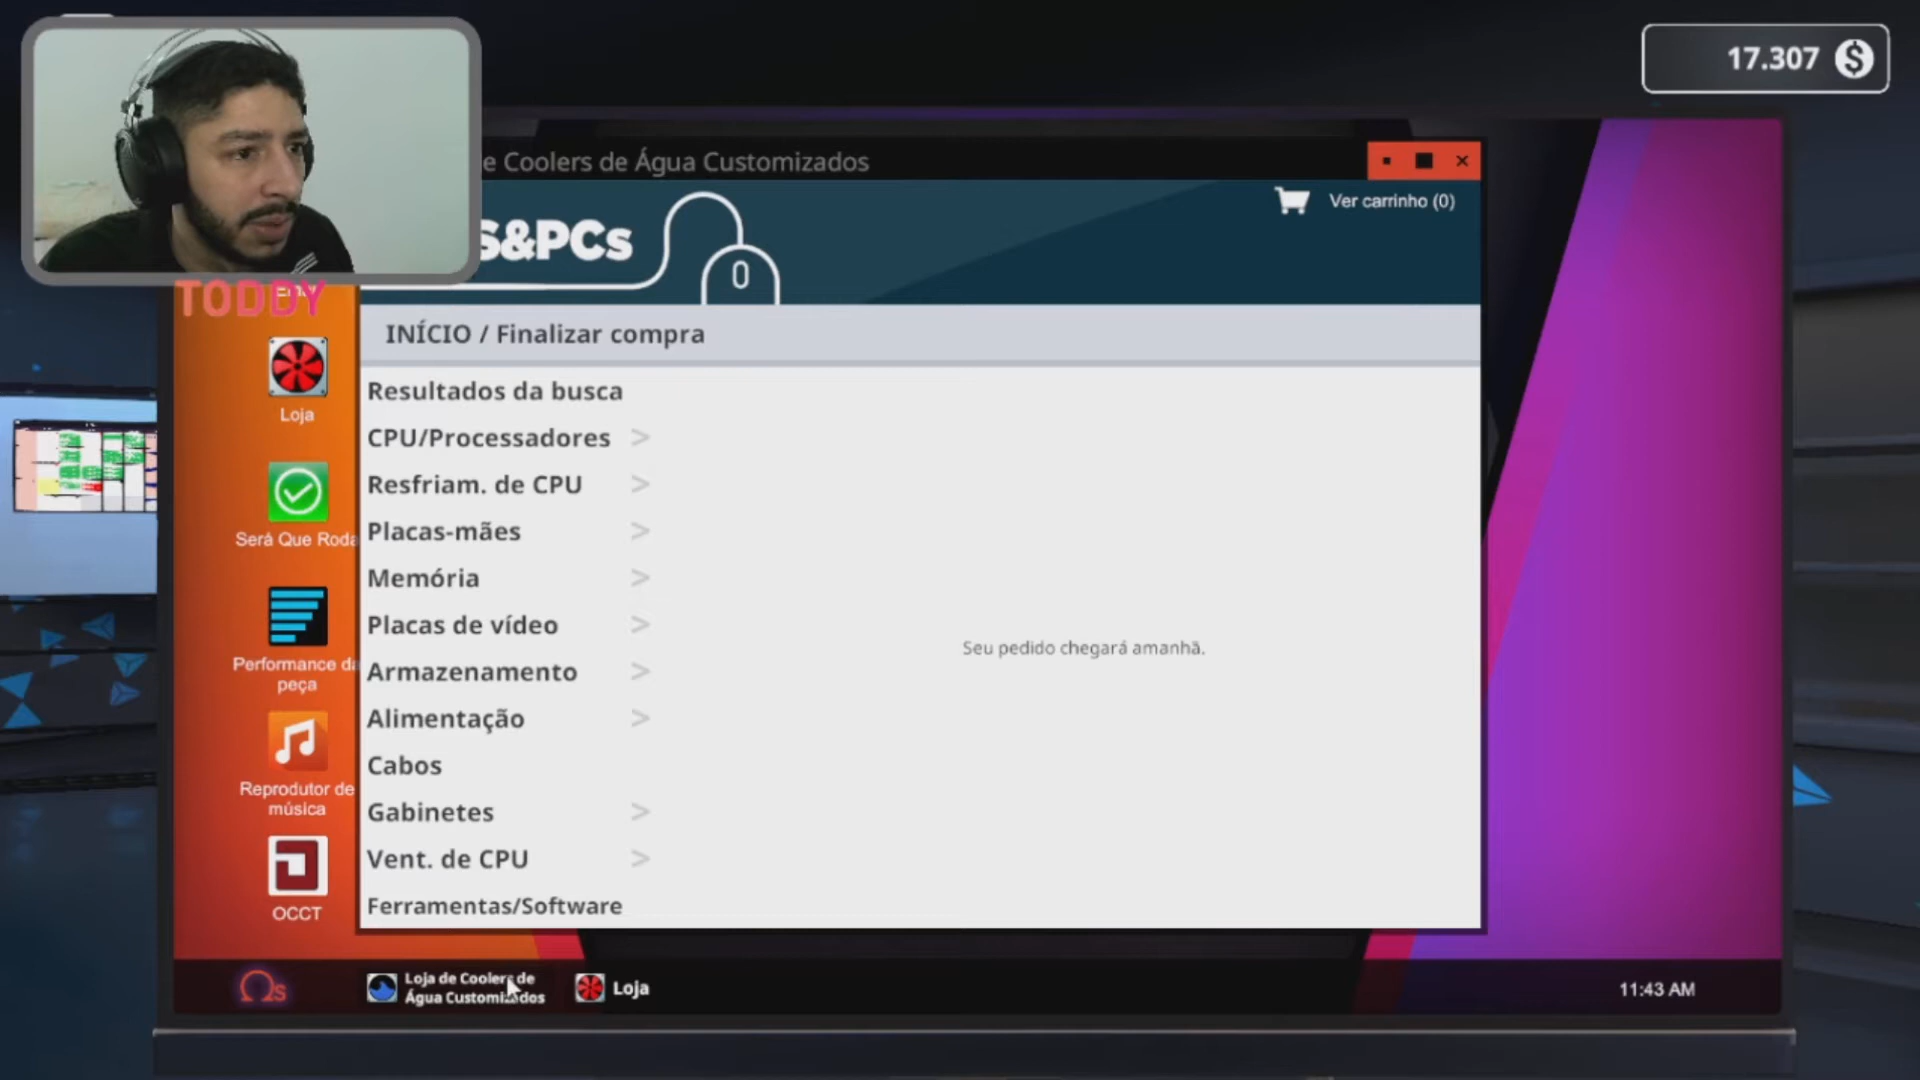 17.307 $
e Coolers de Água Customizados
Ver carrinho (0)
S&PCs
TODDY
INÍCIO / Finalizar compra
Loja
Será Que Roda
Performance da
peça
Reprodutor de
música
OCCT
Resultados da busca
CPU/Processadores >
Resfriam. de CPU >
Placas-mães >
Memória >
Placas de vídeo >
Armazenamento >
Alimentação >
Cabos
Gabinetes >
Vent. de CPU >
Ferramentas/Software
Seu pedido chegará amanhã.
Ωs
Loja de Coolers de
Água Customizados
Loja
11:43 AM